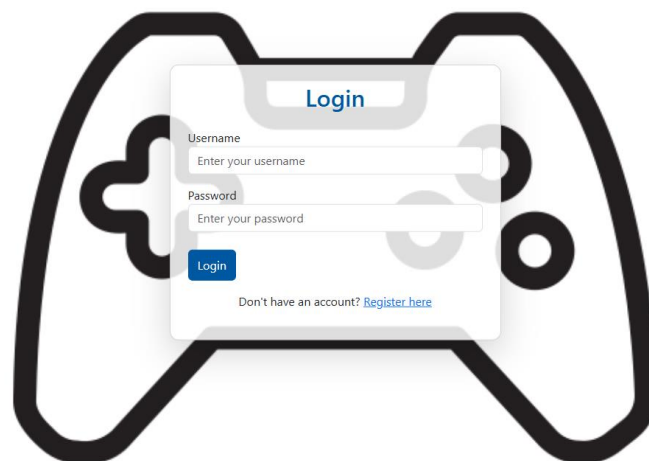 Login
Username
Enter your username
Password
Enter your password
Login
Don't have an account? Register here